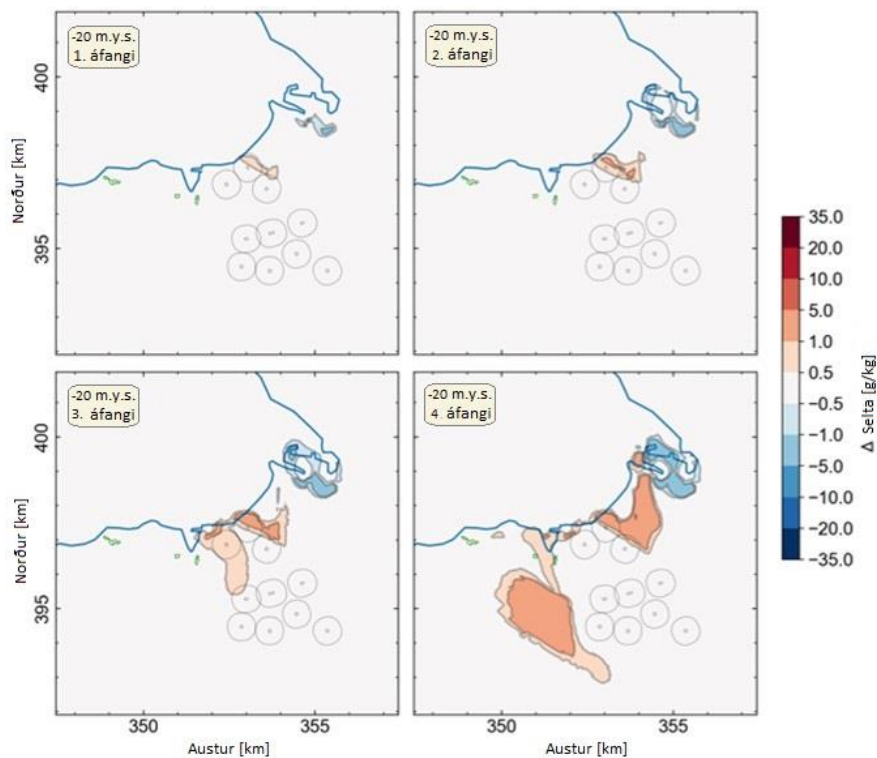 -20 m.y.s.
1. áfangi
-20 m.y.s.
2. áfangi
400
395
Norður [km]
-20 m.y.s.
3. áfangi
-20 m.y.s.
4. áfangi
400
395
Norður [km]
350
355
350
355
Austur [km]
Austur [km]
35.0
20.0
10.0
5.0
1.0
0.5
−0.5
−1.0
−5.0
−10.0
−20.0
−35.0
Δ Selta [g/kg]